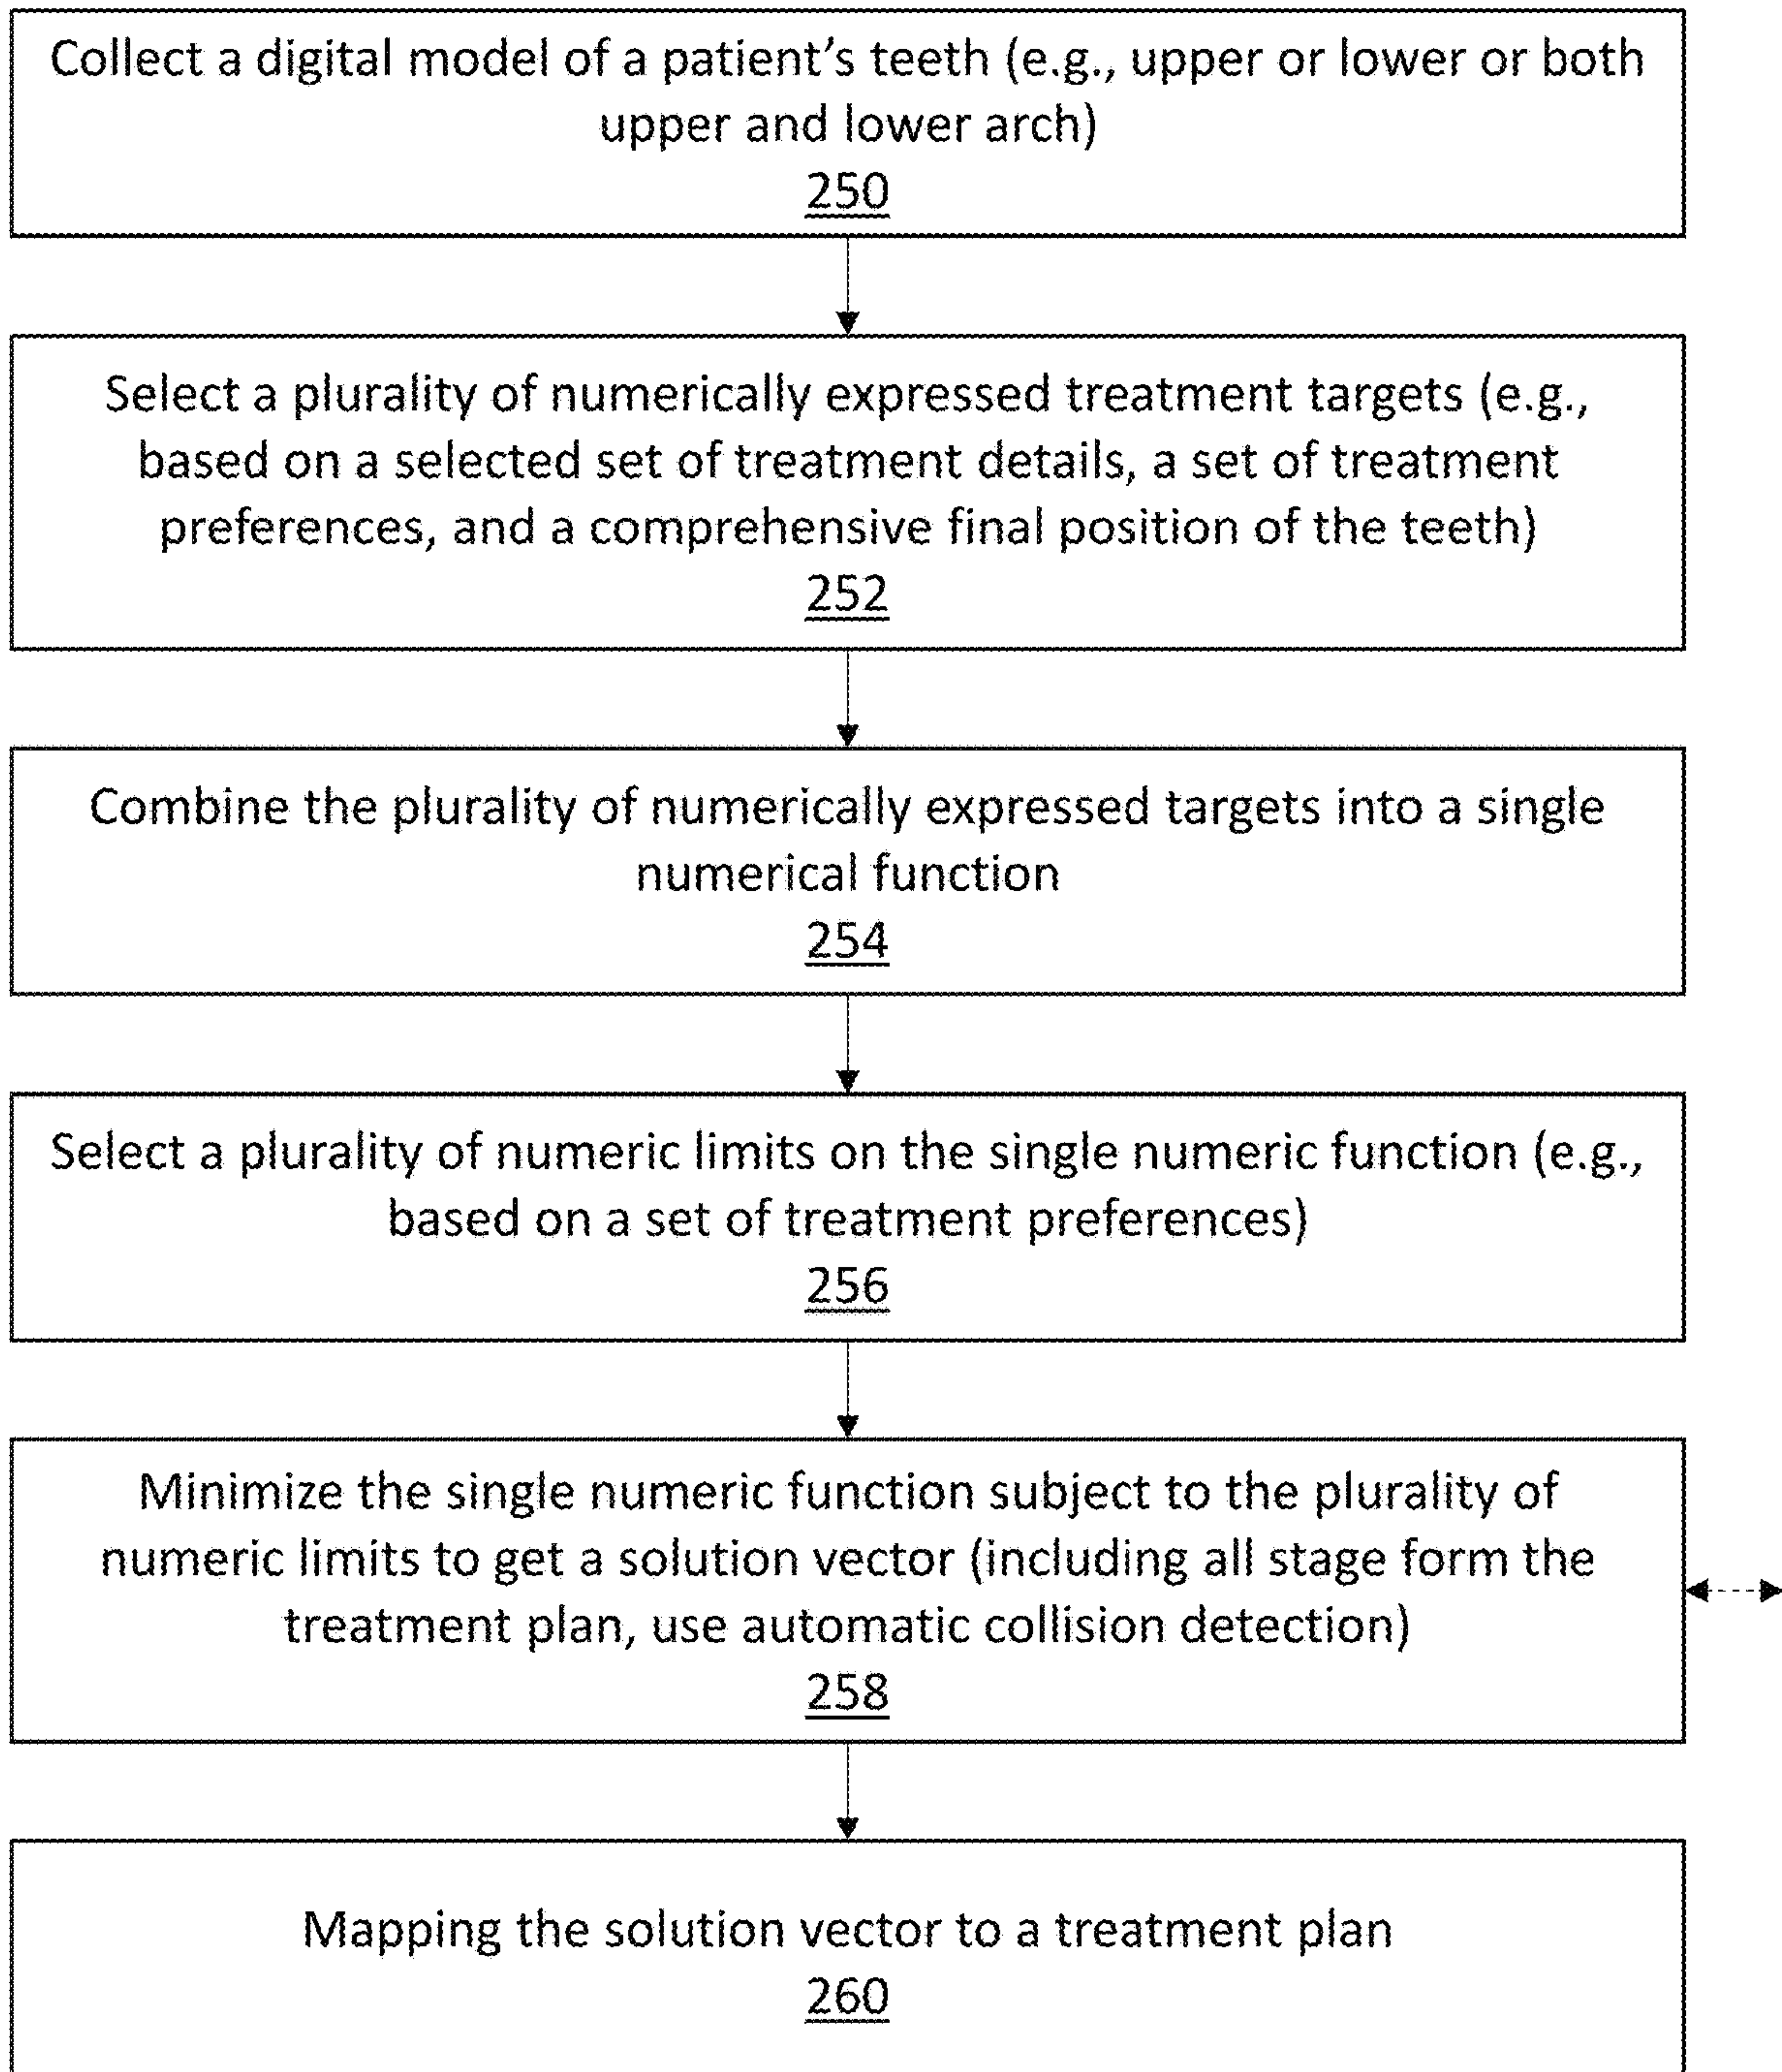 Collect a digital model of a patient’s teeth (e.g., upper or lower or both
upper and lower arch)
250
Select a plurality of numerically expressed treatment targets (e.g.,
based on a selected set of treatment details, a set of treatment
preferences, and a comprehensive final position of the teeth)
252
Combine the plurality of numerically expressed targets into a single
numerical function
254
Select a plurality of numeric limits on the single numeric function (e.g.,
based on a set of treatment preferences)
256
Minimize the single numeric function subject to the plurality of
numeric limits to get a solution vector (including all stage form the
treatment plan, use automatic collision detection)
258
Mapping the solution vector to a treatment plan
260